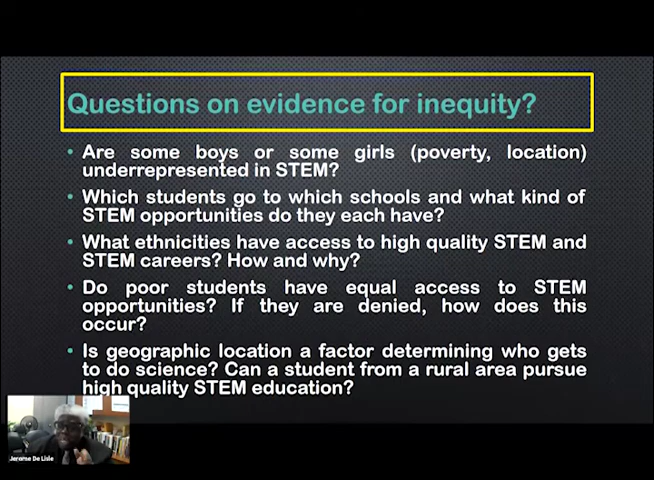 Questions on evidence for inequity?
• Are some boys or some girls (poverty, location)
underrepresented in STEM?
• Which students go to which schools and what kind of
STEM opportunities do they each have?
• What ethnicities have access to high quality STEM and
STEM careers? How and why?
• Do poor students have equal access to STEM
opportunities? If they are denied, how does this
occur?
• Is geographic location a factor determining who gets
to do science? Can a student from a rural area pursue
high quality STEM education?
Jerome De Lisle